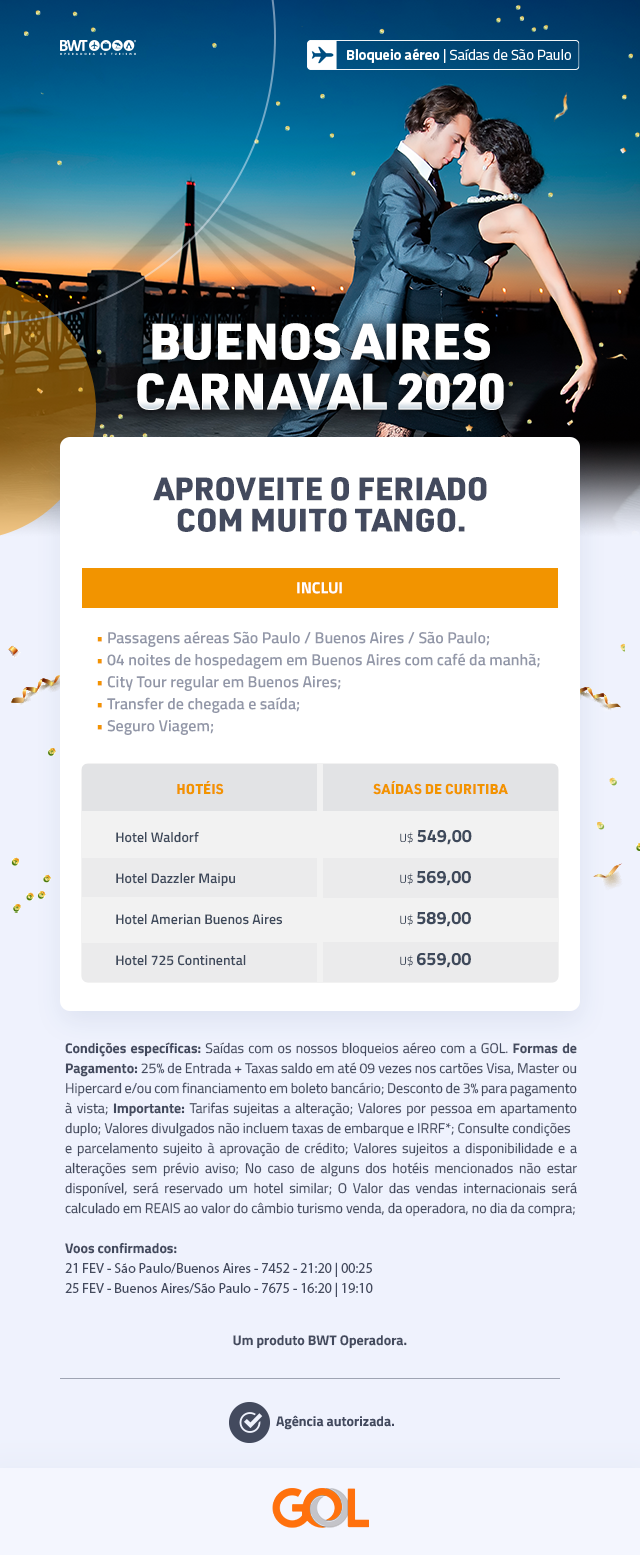 BWT
OPERADORA DE TURISMO
Bloqueio aéreo | Saídas de São Paulo
BUENOS AIRES
CARNAVAL 2020
APROVEITE O FERIADO
COM MUITO TANGO.
INCLUI
▪ Passagens aéreas São Paulo / Buenos Aires / São Paulo;
▪ 04 noites de hospedagem em Buenos Aires com café da manhã;
▪ City Tour regular em Buenos Aires;
▪ Transfer de chegada e saída;
▪ Seguro Viagem;
HOTÉIS SAÍDAS DE CURITIBA
Hotel Waldorf U$ 549,00
Hotel Dazzler Maipu U$ 569,00
Hotel Amerian Buenos Aires U$ 589,00
Hotel 725 Continental U$ 659,00
Condições específicas: Saídas com os nossos bloqueios aéreo com a GOL. Formas de
Pagamento: 25% de Entrada + Taxas saldo em até 09 vezes nos cartões Visa, Master ou
Hipercard e/ou com financiamento em boleto bancário; Desconto de 3% para pagamento
à vista; Importante: Tarifas sujeitas a alteração; Valores por pessoa em apartamento
duplo; Valores divulgados não incluem taxas de embarque e IRRF*; Consulte condições
e parcelamento sujeito à aprovação de crédito; Valores sujeitos a disponibilidade e a
alterações sem prévio aviso; No caso de alguns dos hotéis mencionados não estar
disponível, será reservado um hotel similar; O Valor das vendas internacionais será
calculado em REAIS ao valor do câmbio turismo venda, da operadora, no dia da compra;
Voos confirmados:
21 FEV - São Paulo/Buenos Aires - 7452 - 21:20 | 00:25
25 FEV - Buenos Aires/São Paulo - 7675 - 16:20 | 19:10
Um produto BWT Operadora.
Agência autorizada.
GOL